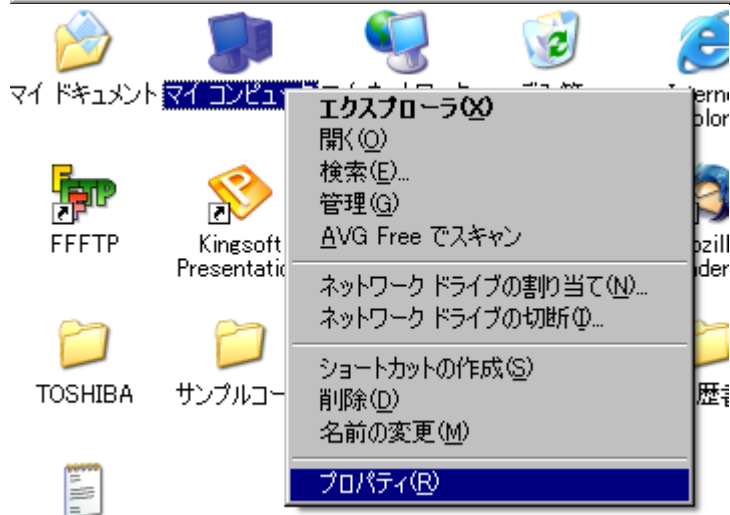 マイ ドキュメント
マイ コンピュ
エクスプローラ(X)
開く(O)
検索(E)...
管理(G)
AVG Free でスキャン
ネットワーク ドライブの割り当て(N)...
ネットワーク ドライブの切断(I)...
ショートカットの作成(S)
削除(D)
名前の変更(M)
プロパティ(R)
FFFTP
Kingsoft
Presentati
TOSHIBA
サンプルコー
歴書